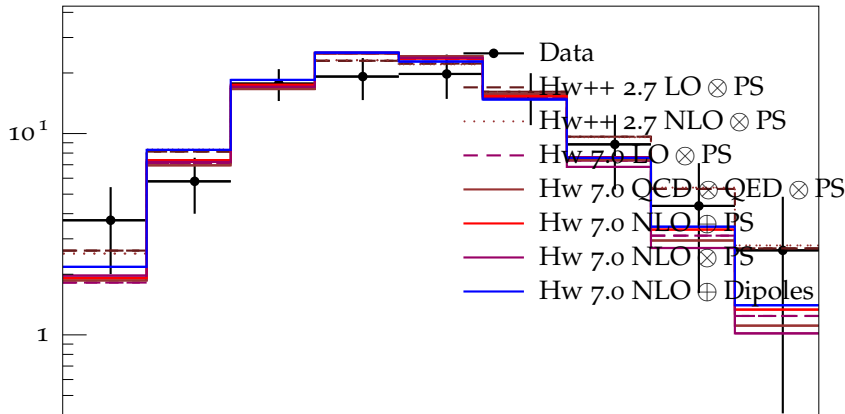 10¹
1
Data
Hw++ 2.7 LO ⊗ PS
Hw++ 2.7 NLO ⊗ PS
Hw 7.0 LO ⊗ PS
Hw 7.0 QCD ⊗ QED ⊗ PS
Hw 7.0 NLO ⊕ PS
Hw 7.0 NLO ⊗ PS
Hw 7.0 NLO ⊕ Dipoles